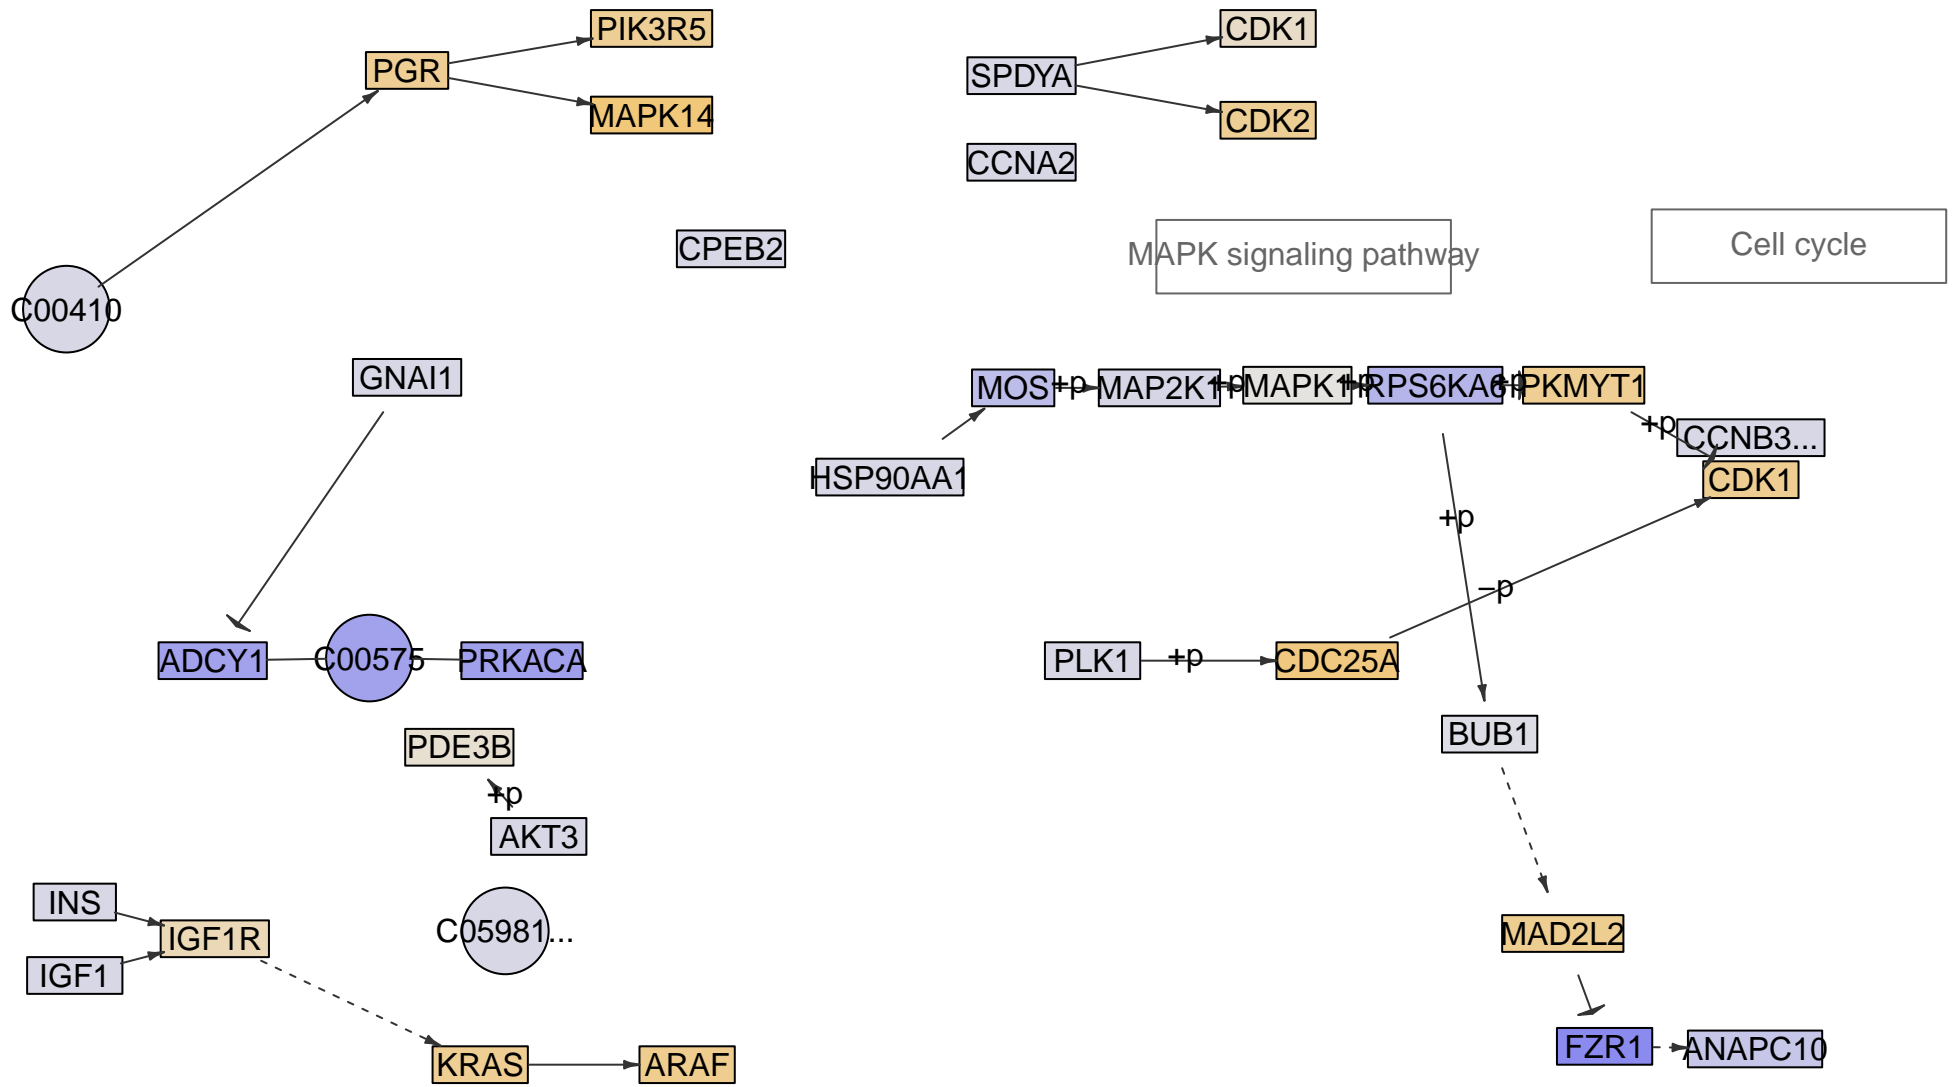 PIK3R5
CDK1
PGR
SPDYA
MAPK14
CDK2
CCNA2
CPEB2
MAPK signaling pathway
Cell cycle
C00410
GNAI1
MOS
+p
MAP2K1
+p
MAPK1
+p
RPS6KA6
+p
PKMYT1
+p
CCNB3...
HSP90AA1
CDK1
+p
−p
ADCY1
C00575
PRKACA
PLK1
+p
CDC25A
BUB1
PDE3B
+p
AKT3
INS
IGF1R
C05981...
MAD2L2
IGF1
KRAS
ARAF
FZR1
ANAPC10